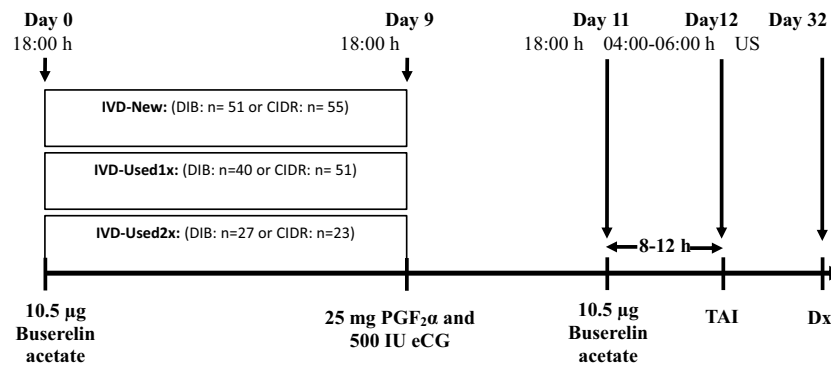 Day 0 Day 9 Day 11 Day12 Day 32
18:00 h 18:00 h 18:00 h 04:00-06:00 h US
IVD-New: (DIB: n= 51 or CIDR: n= 55)
IVD-Used1x: (DIB: n=40 or CIDR: n= 51)
IVD-Used2x: (DIB: n=27 or CIDR: n=23)
8-12 h
10.5 µg
Buserelin
acetate
25 mg PGF₂α and
500 IU eCG
10.5 µg
Buserelin
acetate
TAI
Dx